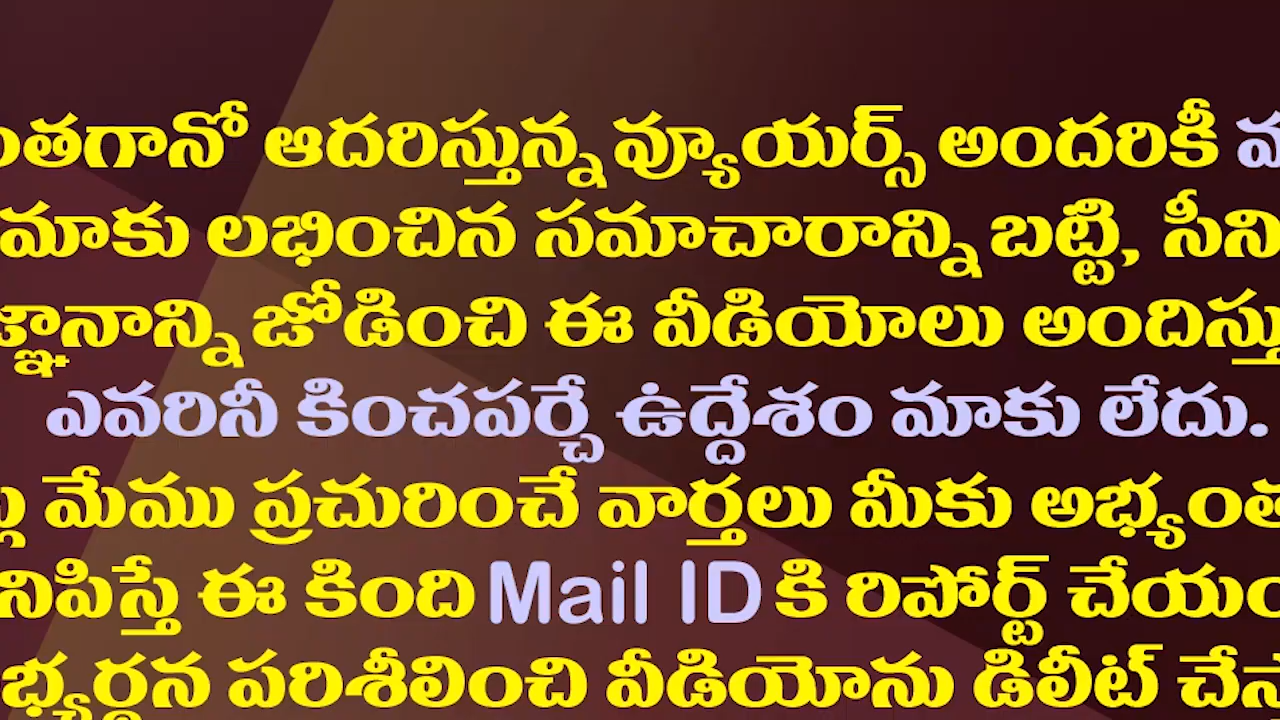 ఆదరిస్తున్న వ్యూయర్స్ అందరికీ
మాకు లభించిన సమాచారాన్ని బట్టి,
జోడించి ఈ వీడియోలు
ఎవరినీ కించపర్చే ఉద్దేశం మాకు లేదు.
మేము ప్రచురించే వార్తలు మీకు
ఈ కింది Mail ID కి రిపోర్ట్
పరిశీలించి వీడియోను డిలీట్